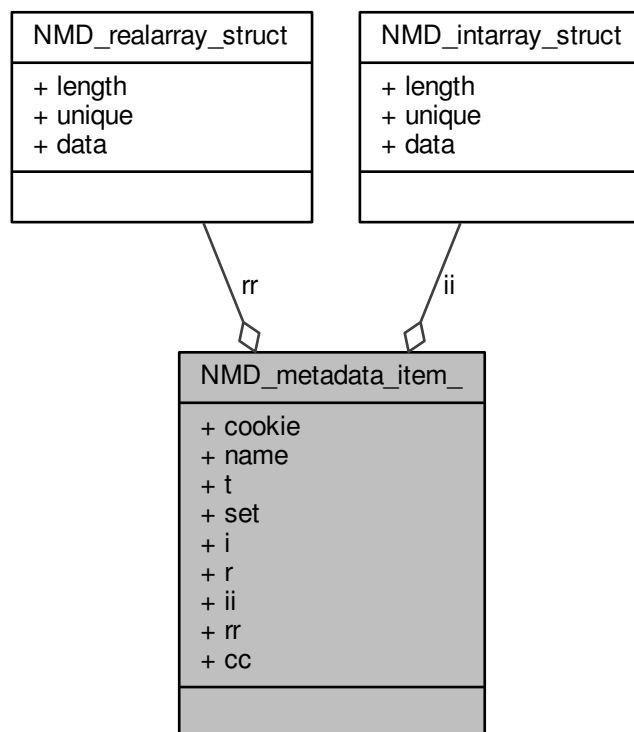 NMD_realarray_struct
+ length
+ unique
+ data
NMD_intarray_struct
+ length
+ unique
+ data
rr
ii
NMD_metadata_item_
+ cookie
+ name
+ t
+ set
+ i
+ r
+ ii
+ rr
+ cc